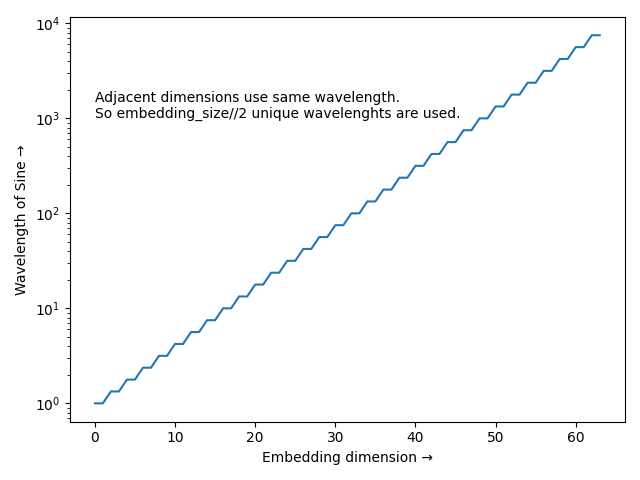 10⁴
10³
10²
10¹
10⁰
Wavelength of Sine →
Adjacent dimensions use same wavelength.
So embedding_size//2 unique wavelenghts are used.
0 10 20 30 40 50 60
Embedding dimension →